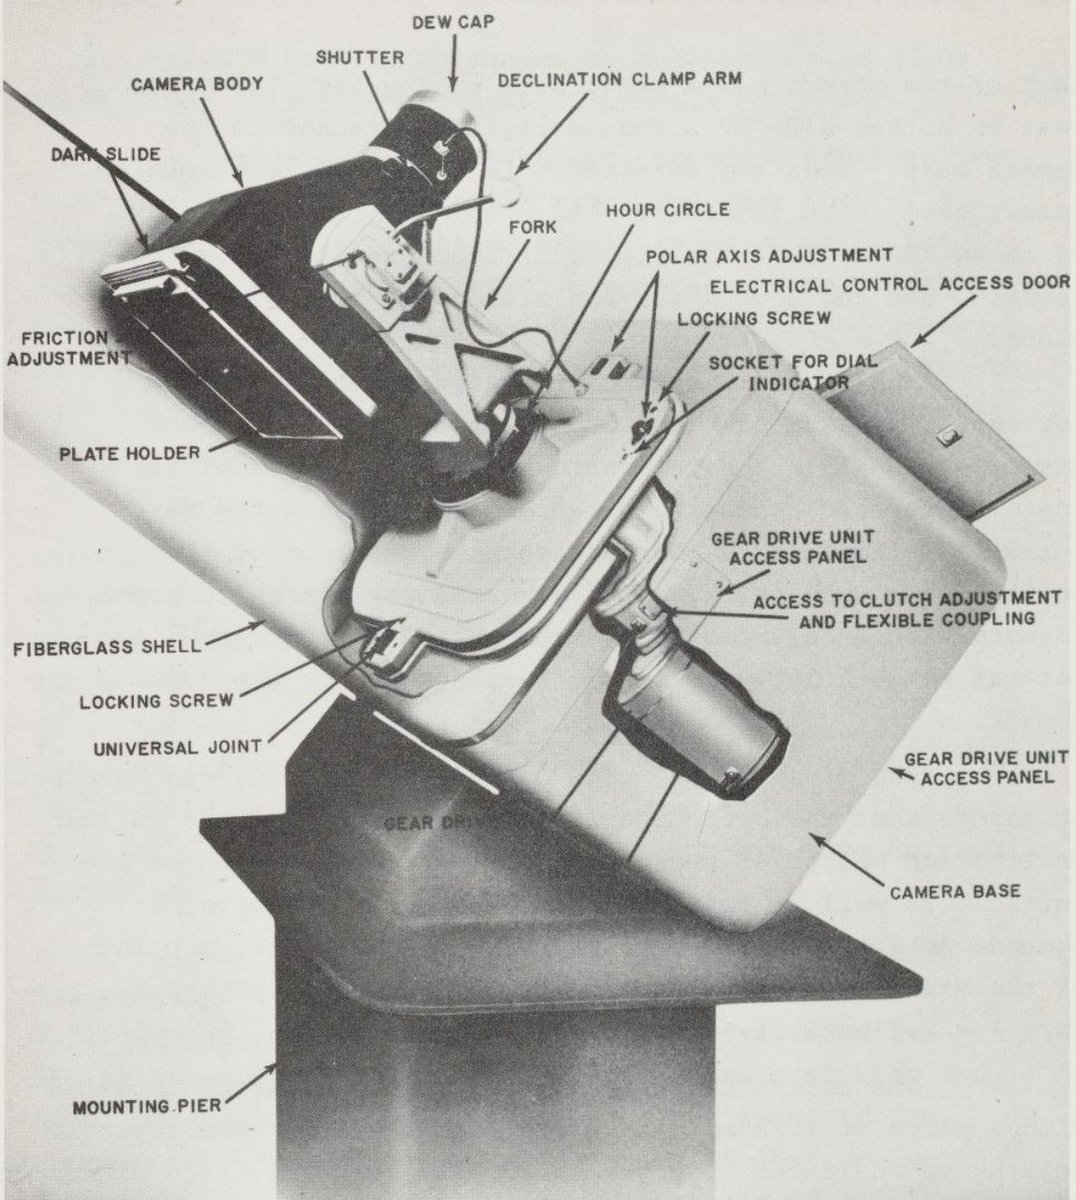 DEW CAP
SHUTTER
DECLINATION CLAMP ARM
CAMERA BODY
DARK SLIDE
HOUR CIRCLE
FORK
POLAR AXIS ADJUSTMENT
ELECTRICAL CONTROL ACCESS DOOR
LOCKING SCREW
FRICTION
ADJUSTMENT
SOCKET FOR DIAL
INDICATOR
PLATE HOLDER
GEAR DRIVE UNIT
ACCESS PANEL
ACCESS TO CLUTCH ADJUSTMENT
AND FLEXIBLE COUPLING
FIBERGLASS SHELL
LOCKING SCREW
UNIVERSAL JOINT
GEAR DRIVE UNIT
ACCESS PANEL
GEAR
CAMERA BASE
MOUNTING PIER